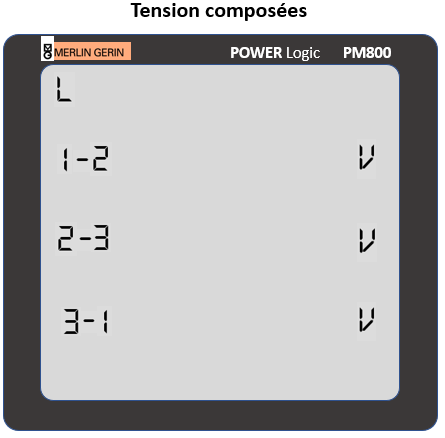 Tension composées
MERLIN GERIN POWER Logic PM800
L
1-2 V
2-3 V
3-1 V